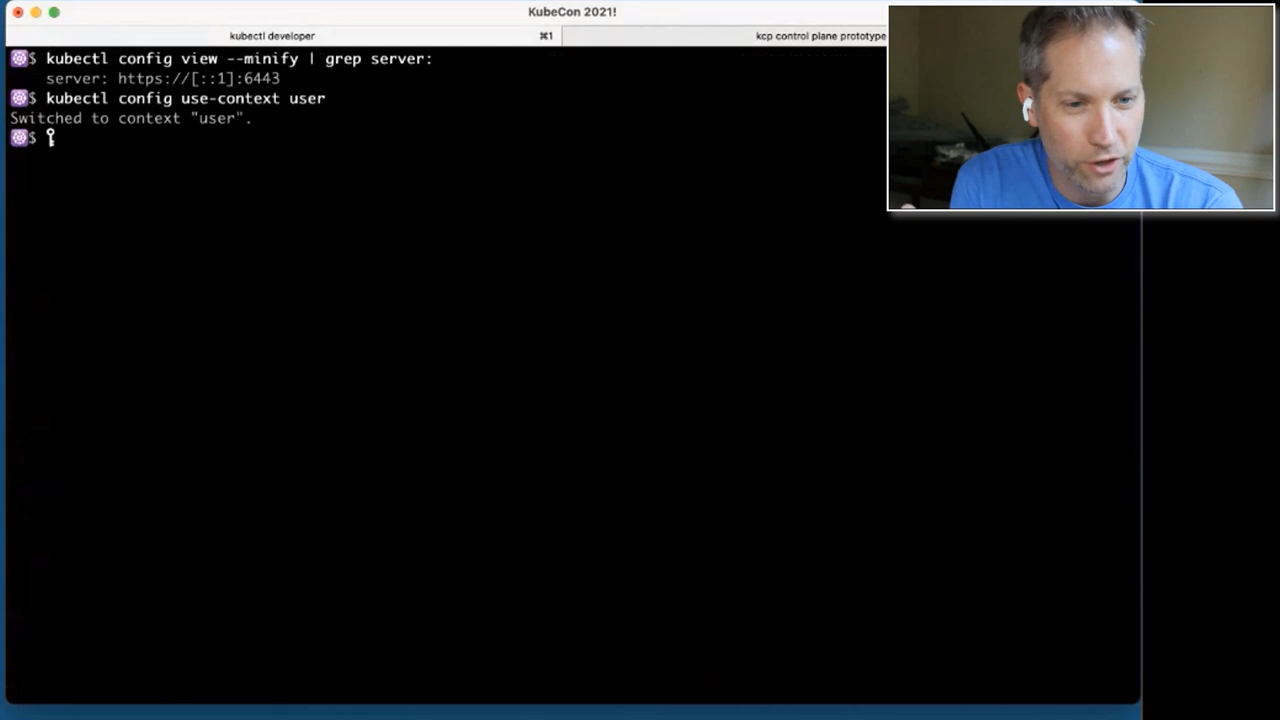 KubeCon 2021!
kubectl developer
⌘1
kcp control plane prototype
$ kubectl config view --minify | grep server:
server: https://[::1]:6443
$ kubectl config use-context user
Switched to context "user".
$